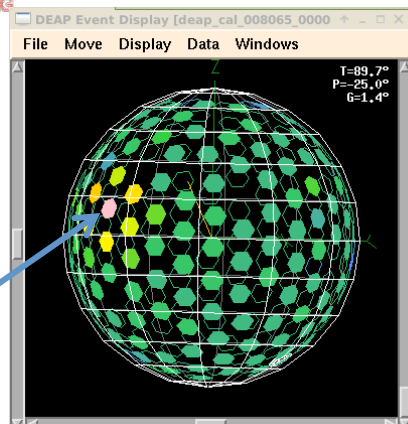 DEAP Event Display [deap_cal_008065_0000
File Move Display Data Windows
Z
T=89.7°
P=-25.0°
G=1.4°
Y